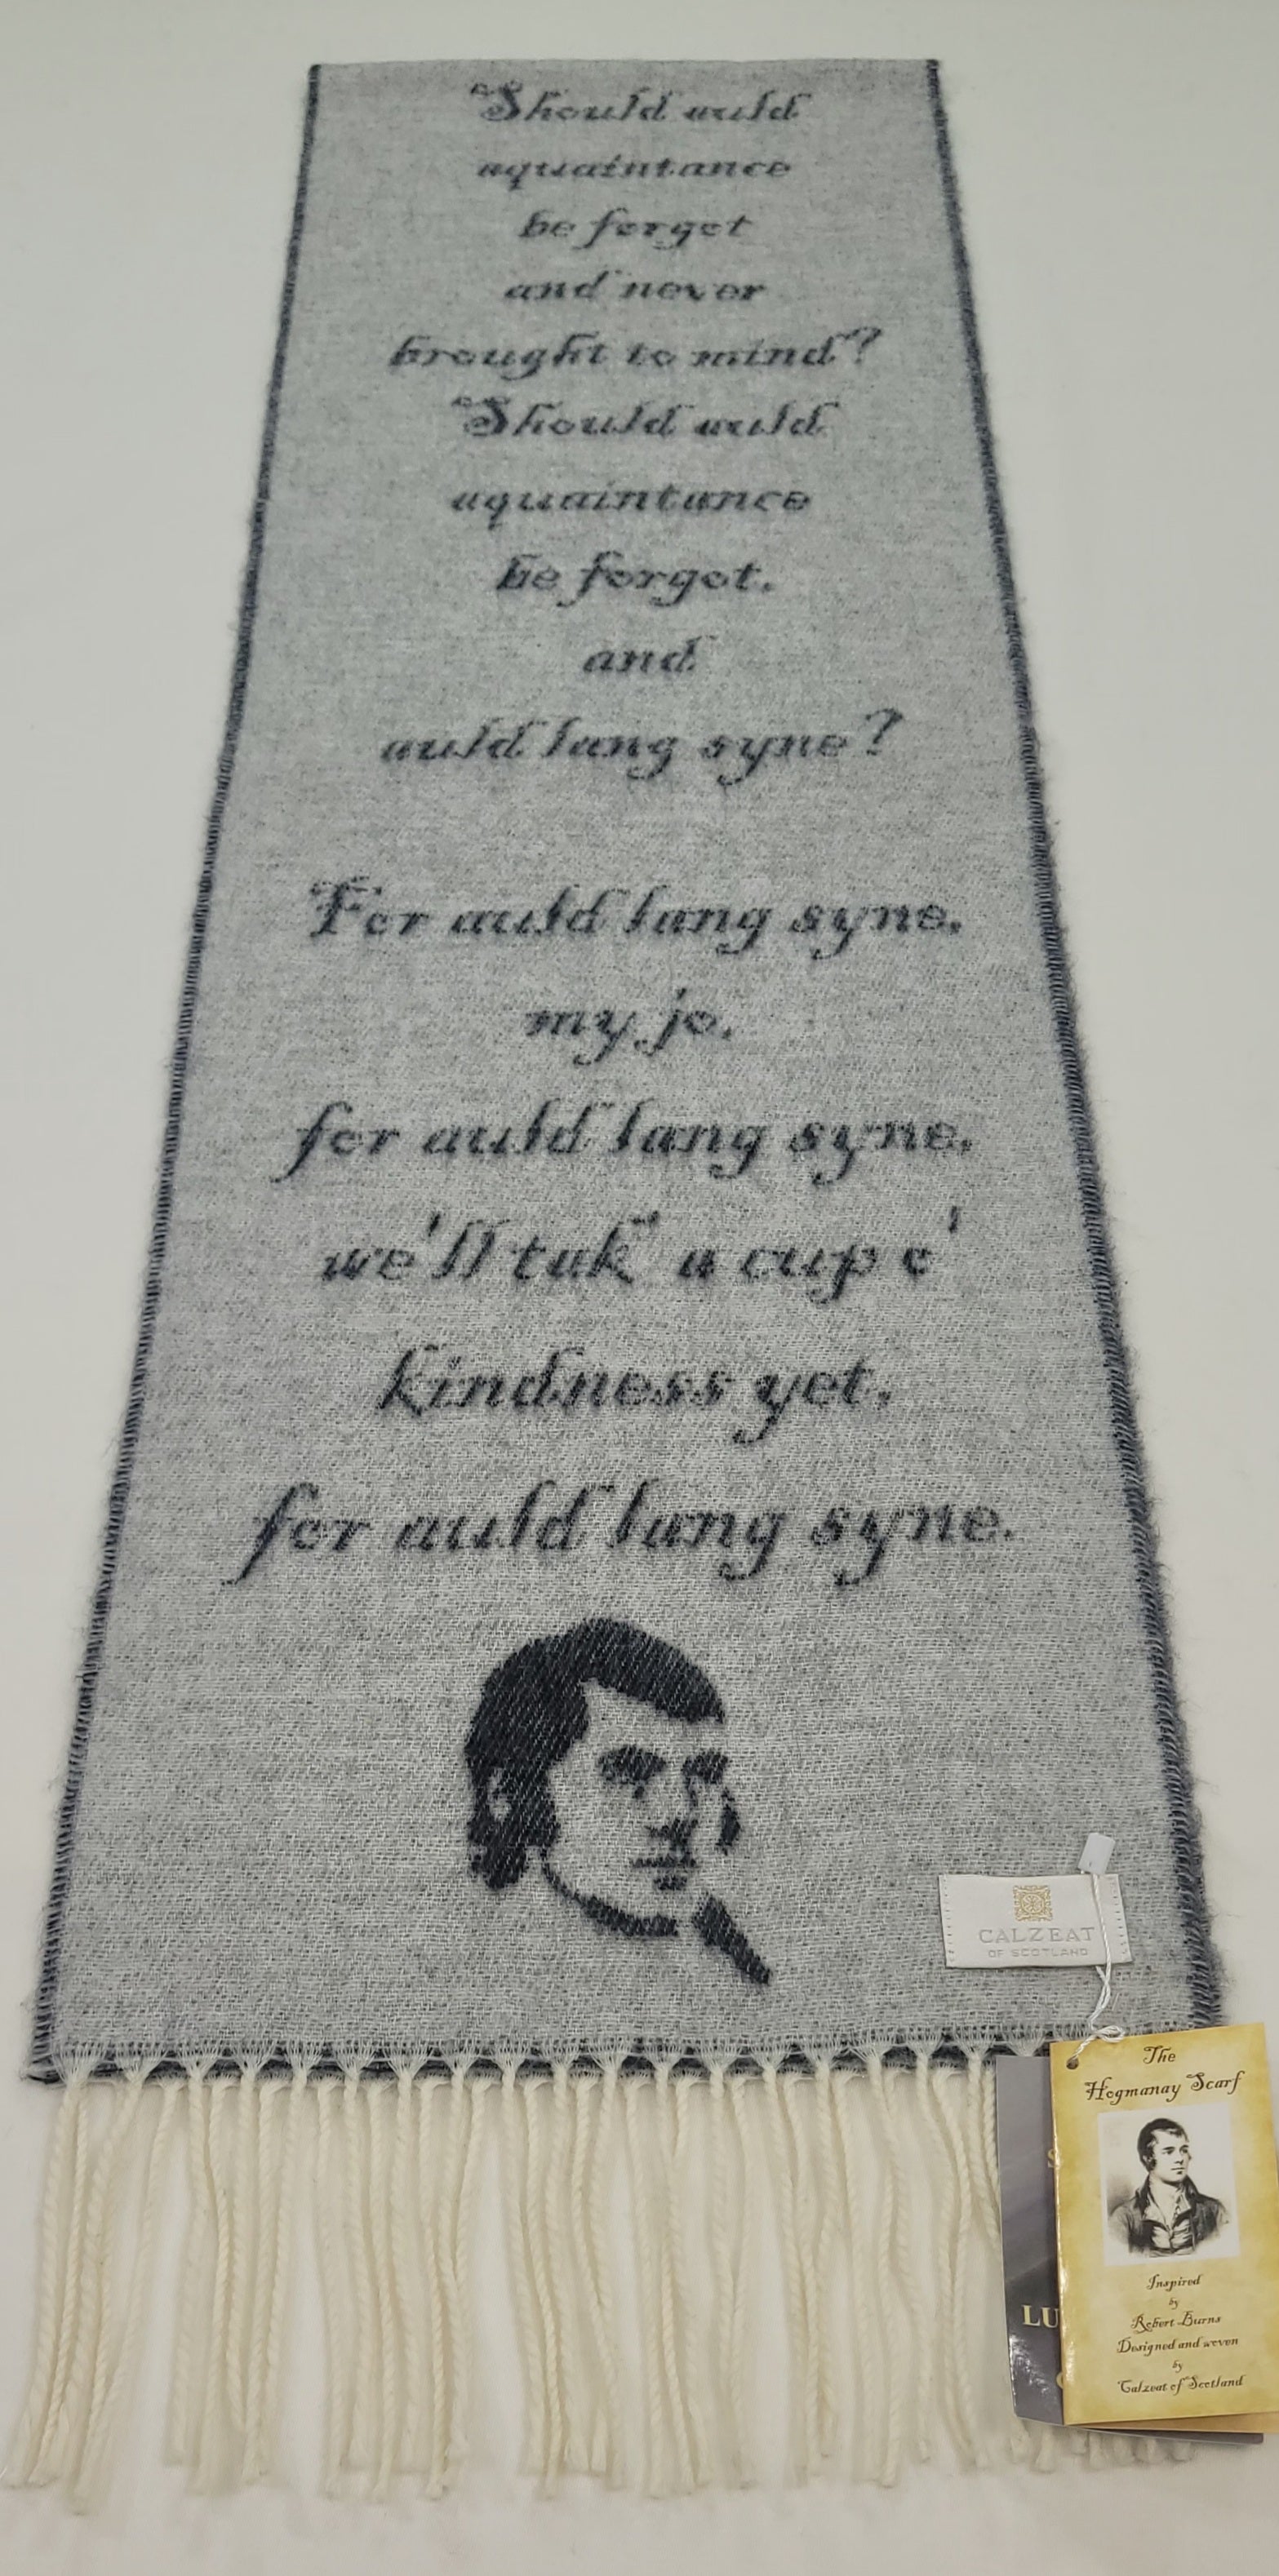 Should auld
aquaintance
be forget
and never
brought to mind?
Should auld
aquaintance
be forgot,
and
auld lang syne?
For auld lang syne,
my jo,
for auld lang syne,
we'll tak' a cup o'
kindness yet,
for auld lang syne.
CALZEAT
OF SCOTLAND
The
Hogmanay Scarf
Inspired
by
Robert Burns
Designed and woven
by
Calzeat of Scotland
LU